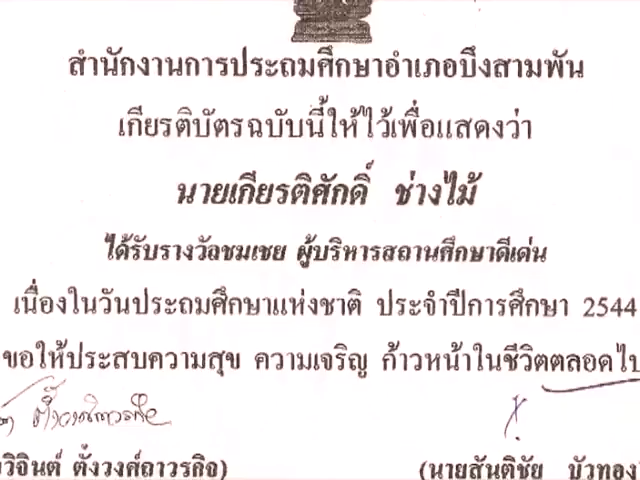 สำนักงานการประถมศึกษาอำเภอบึงสามพัน
เกียรติบัตรฉบับนี้ให้ไว้เพื่อแสดงว่า
นายเกียรติศักดิ์ ช่างไม้
ได้รับรางวัลชมเชย ผู้บริหารสถานศึกษาดีเด่น
เนื่องในวันประถมศึกษาแห่งชาติ ประจำปีการศึกษา 2544
ขอให้ประสบความสุข ความเจริญ ก้าวหน้าในชีวิตตลอดไป
วิจินต์ ตั้งวงศ์ถาวรกิจ)
(นายสันติชัย บัวทอง